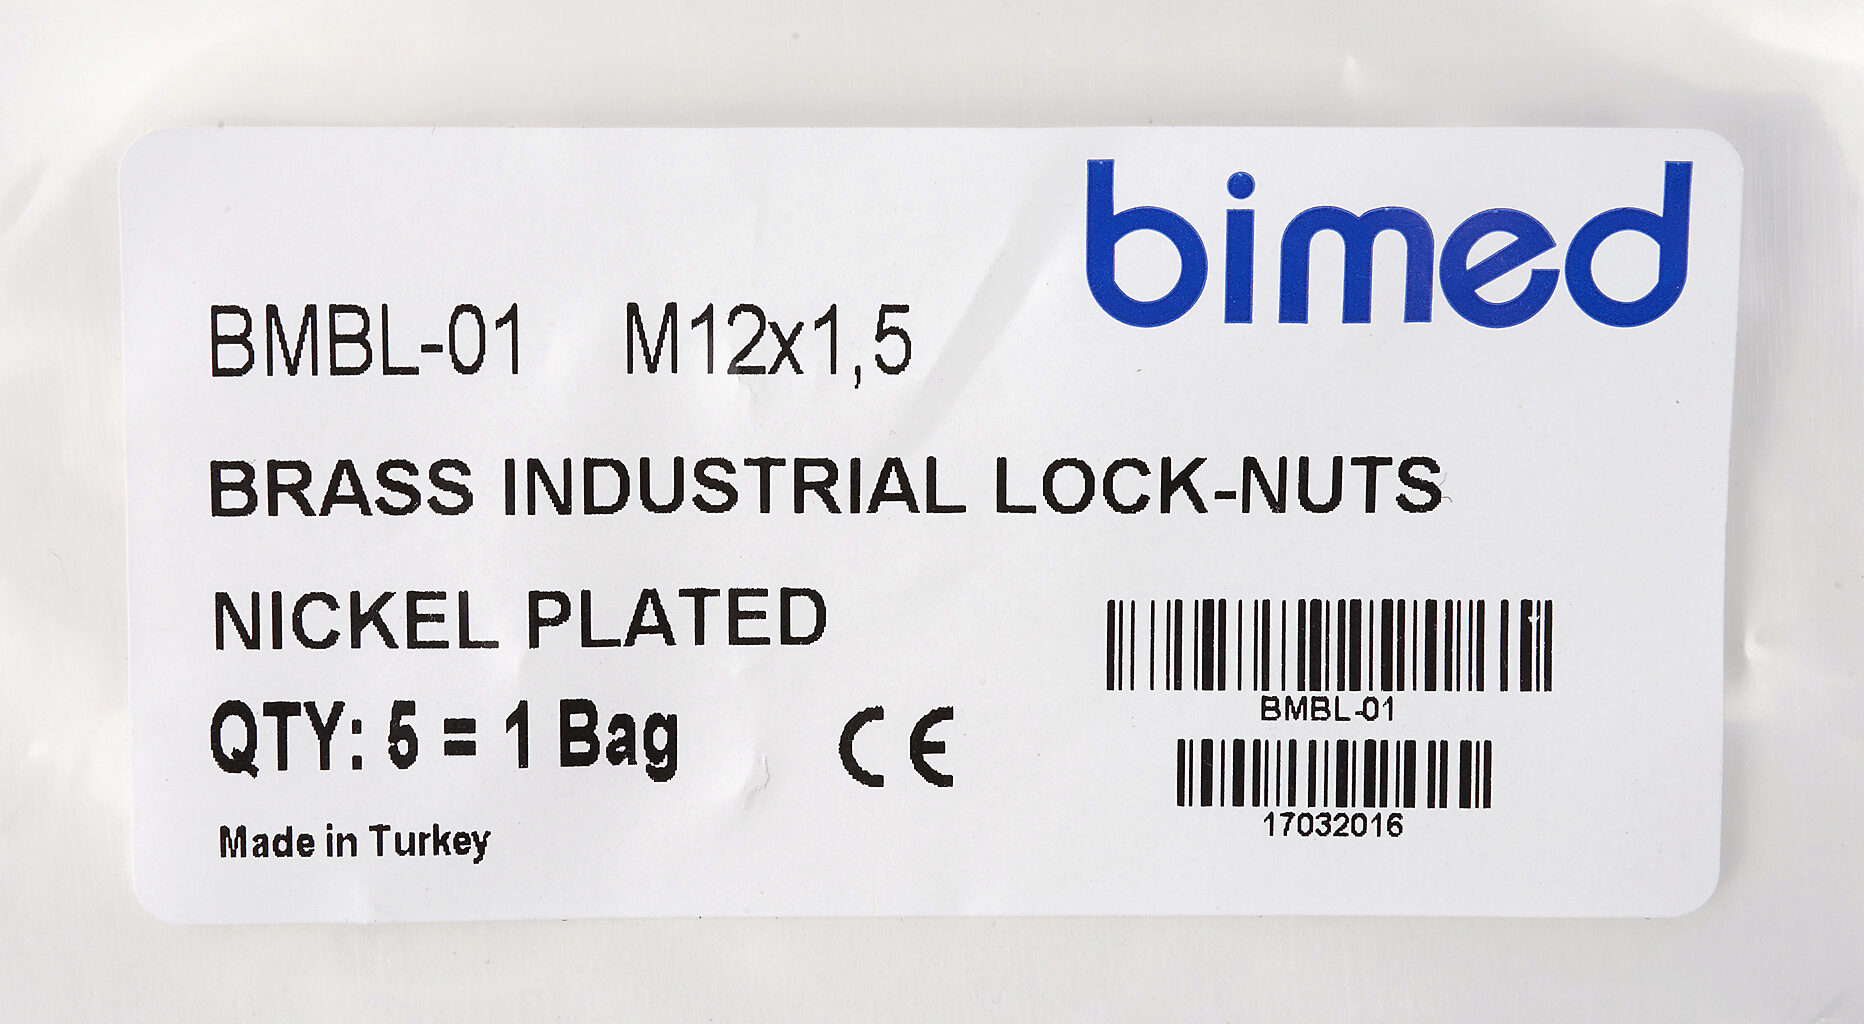 bimed
BMBL-01 M12x1,5
BRASS INDUSTRIAL LOCK-NUTS
NICKEL PLATED
QTY: 5 = 1 Bag CE
BMBL-01
17032016
Made in Turkey